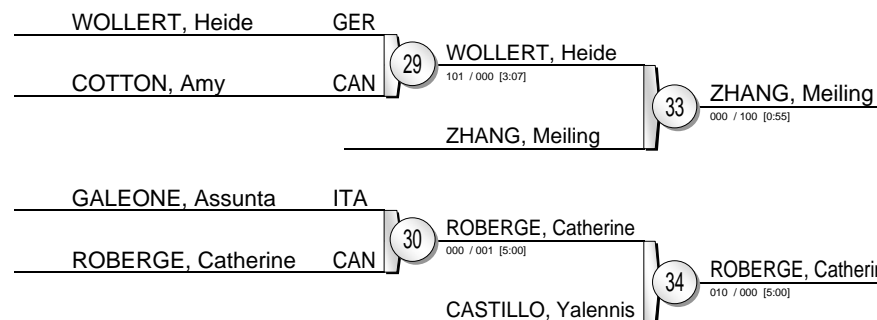 WOLLERT, Heide GER
COTTON, Amy CAN
29
WOLLERT, Heide
101 / 000 [3:07]
ZHANG, Meiling
33
ZHANG, Meiling
000 / 100 [0:55]
GALEONE, Assunta ITA
ROBERGE, Catherine CAN
30
ROBERGE, Catherine
000 / 001 [5:00]
CASTILLO, Yalennis
34
ROBERGE, Catheri
010 / 000 [5:00]